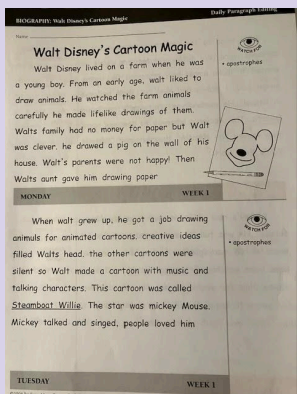 BIOGRAPHY: Walt Disney's Cartoon Magic
Daily Paragraph Editing
Name
Walt Disney's Cartoon Magic
WATCH FOR
• apostrophes
Walt Disney lived on a farm when he was
a young boy. From an early age, walt liked to
draw animals. He watched the farm animals
carefully he made lifelike drawings of them.
Walts family had no money for paper but Walt
was clever. he drawed a pig on the wall of his
house. Walt's parents were not happy! Then
Walts aunt gave him drawing paper
MONDAY
WEEK 1
When walt grew up, he got a job drawing
animuls for animated cartoons. creative ideas
filled Walts head. the other cartoons were
silent so Walt made a cartoon with music and
talking characters. This cartoon was called
Steamboat Willie. The star was mickey Mouse.
Mickey talked and singed, people loved him
WATCH FOR
• apostrophes
TUESDAY
WEEK 1